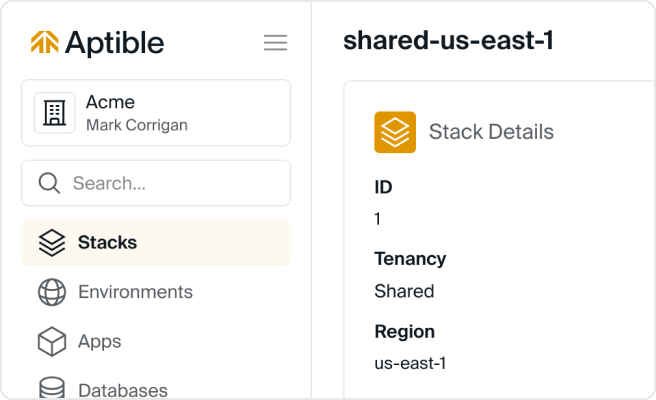 Aptible
Acme
Mark Corrigan
Search...
Stacks
Environments
Apps
Databases
shared-us-east-1
Stack Details
ID
1
Tenancy
Shared
Region
us-east-1